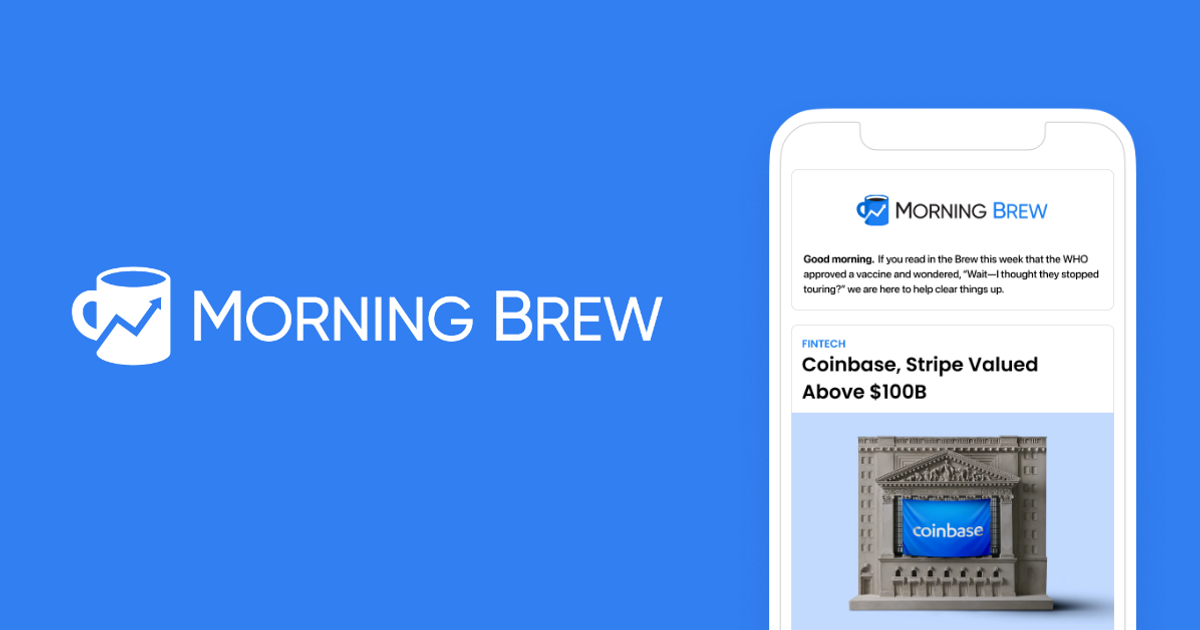 MORNING BREW
MORNING BREW
Good morning. If you read in the Brew this week that the WHO
approved a vaccine and wondered, “Wait—I thought they stopped
touring?” we are here to help clear things up.
FINTECH
Coinbase, Stripe Valued
Above $100B
coinbase